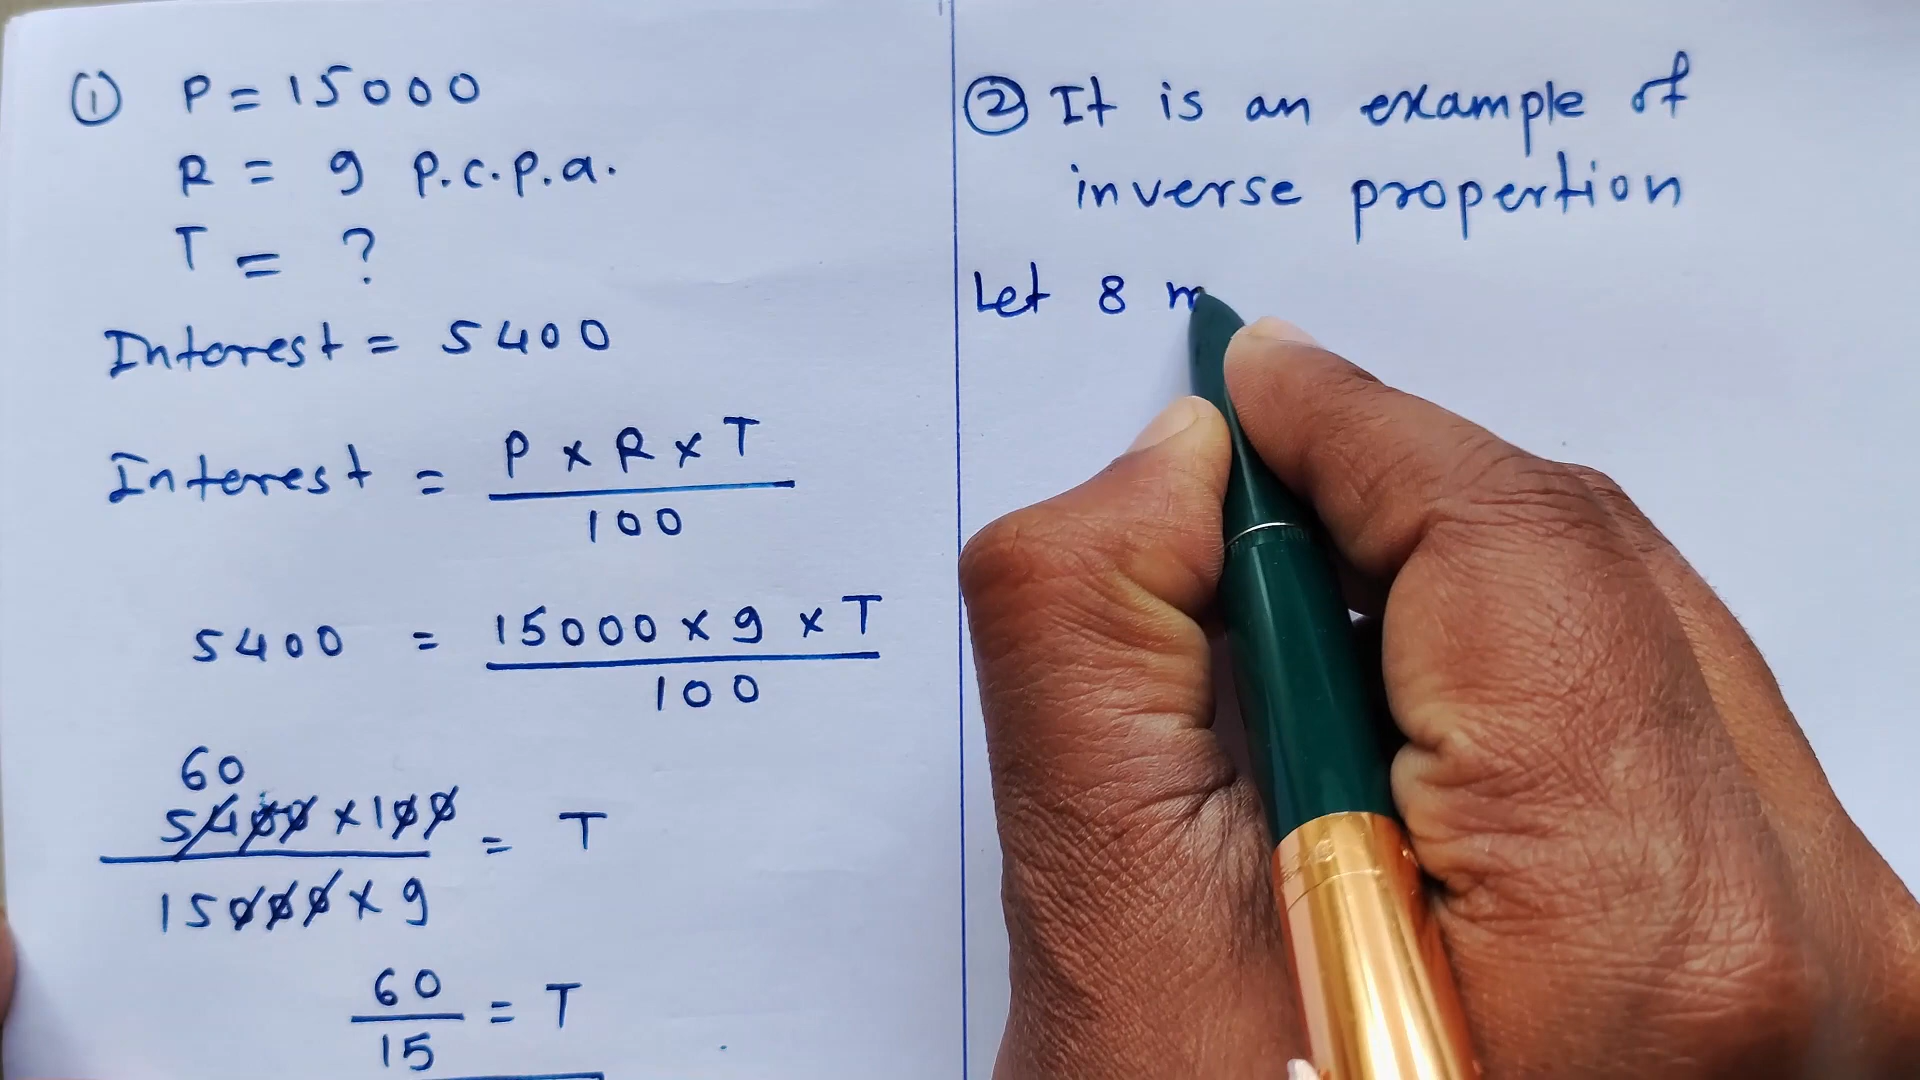 ① P = 15000
R = 9 P.C.P.a.
T = ?
Interest = 5400
Interest = P x R x T
100
5400 = 15000 x 9 x T
100
60
5400 x 100 = T
15000 x 9
60 = T
15
② It is an example of
inverse propertion
Let 8 m